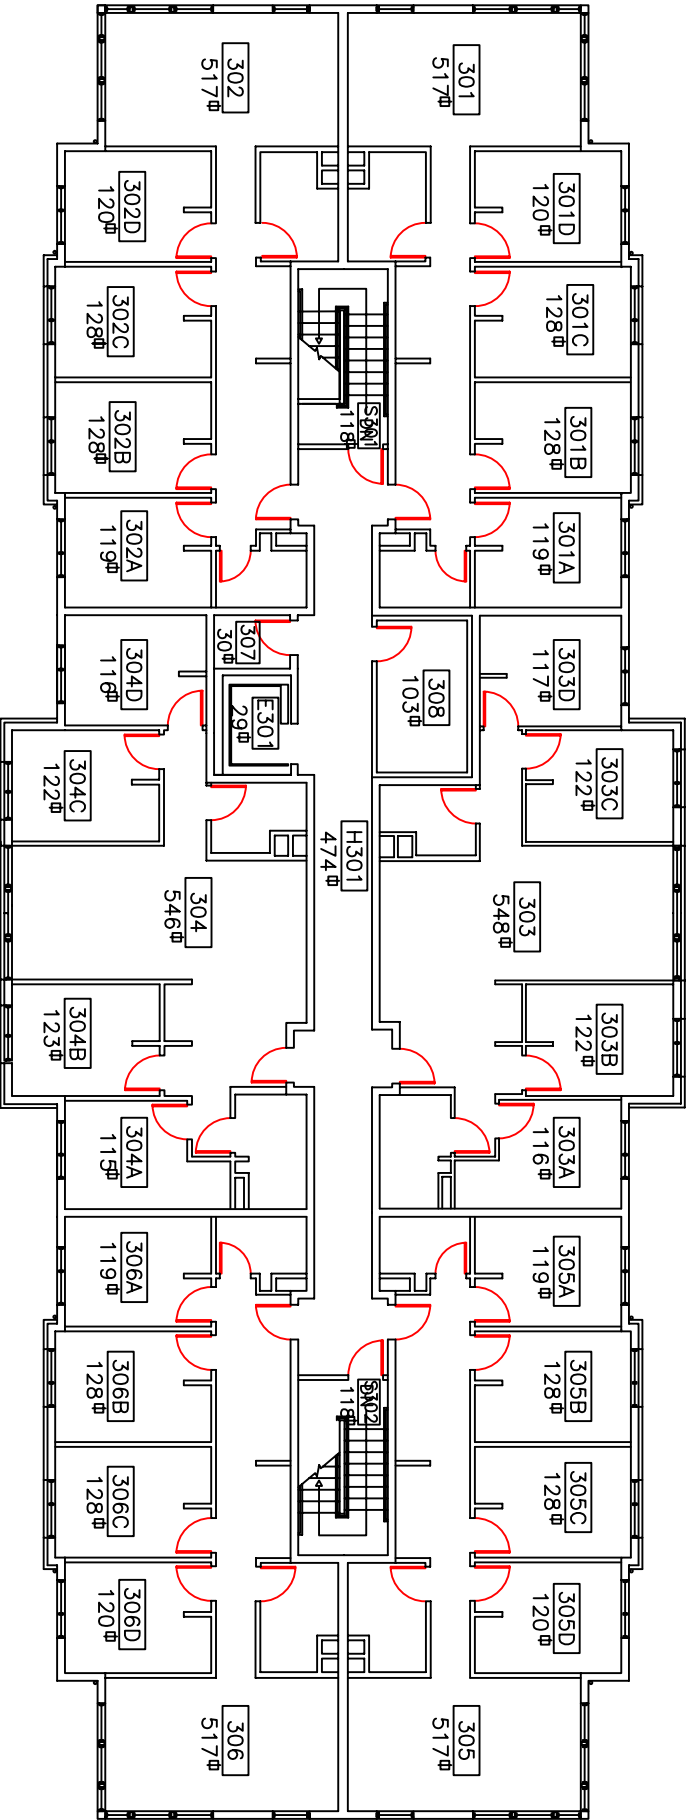 302
517⏍
301
517⏍
302D
120⏍
301D
120⏍
302C
128⏍
301C
128⏍
302B
128⏍
S301
DN
118⏍
301B
128⏍
302A
119⏍
301A
119⏍
304D
116⏍
307
30⏍
E301
29⏍
308
103⏍
303D
117⏍
304C
122⏍
303C
122⏍
H301
474⏍
304
546⏍
303
548⏍
304B
123⏍
303B
122⏍
304A
115⏍
303A
116⏍
306A
119⏍
305A
119⏍
306B
128⏍
S302
DN
118⏍
305B
128⏍
306C
128⏍
305C
128⏍
306D
120⏍
305D
120⏍
306
517⏍
305
517⏍